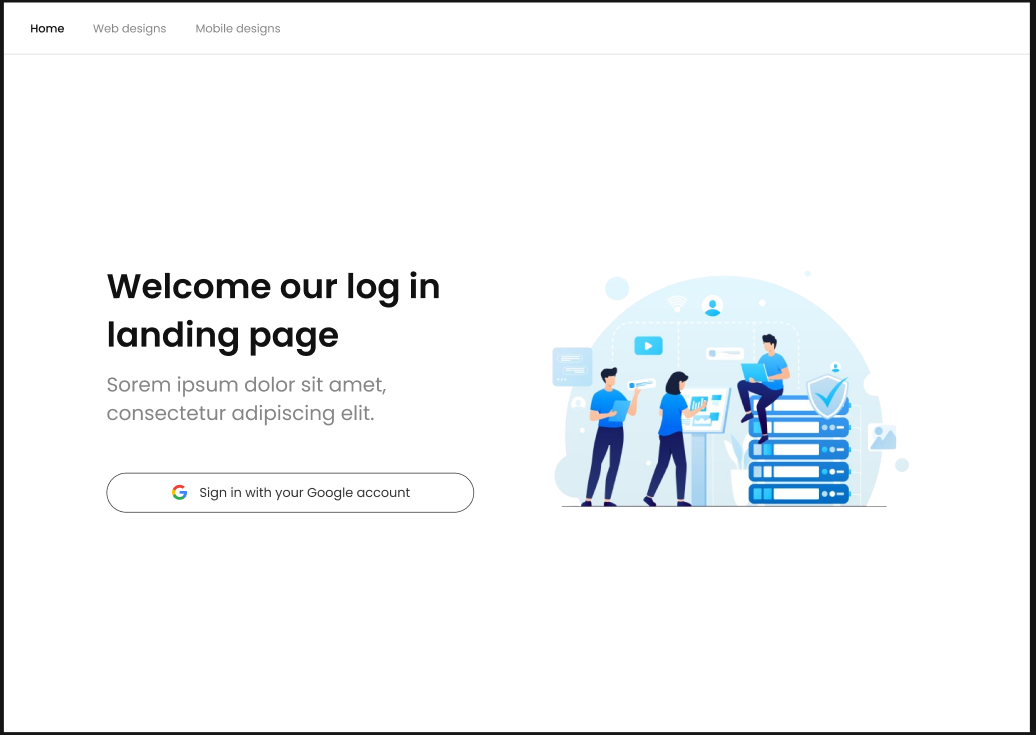 Home Web designs Mobile designs
Welcome our log in
landing page
Sorem ipsum dolor sit amet,
consectetur adipiscing elit.
Sign in with your Google account